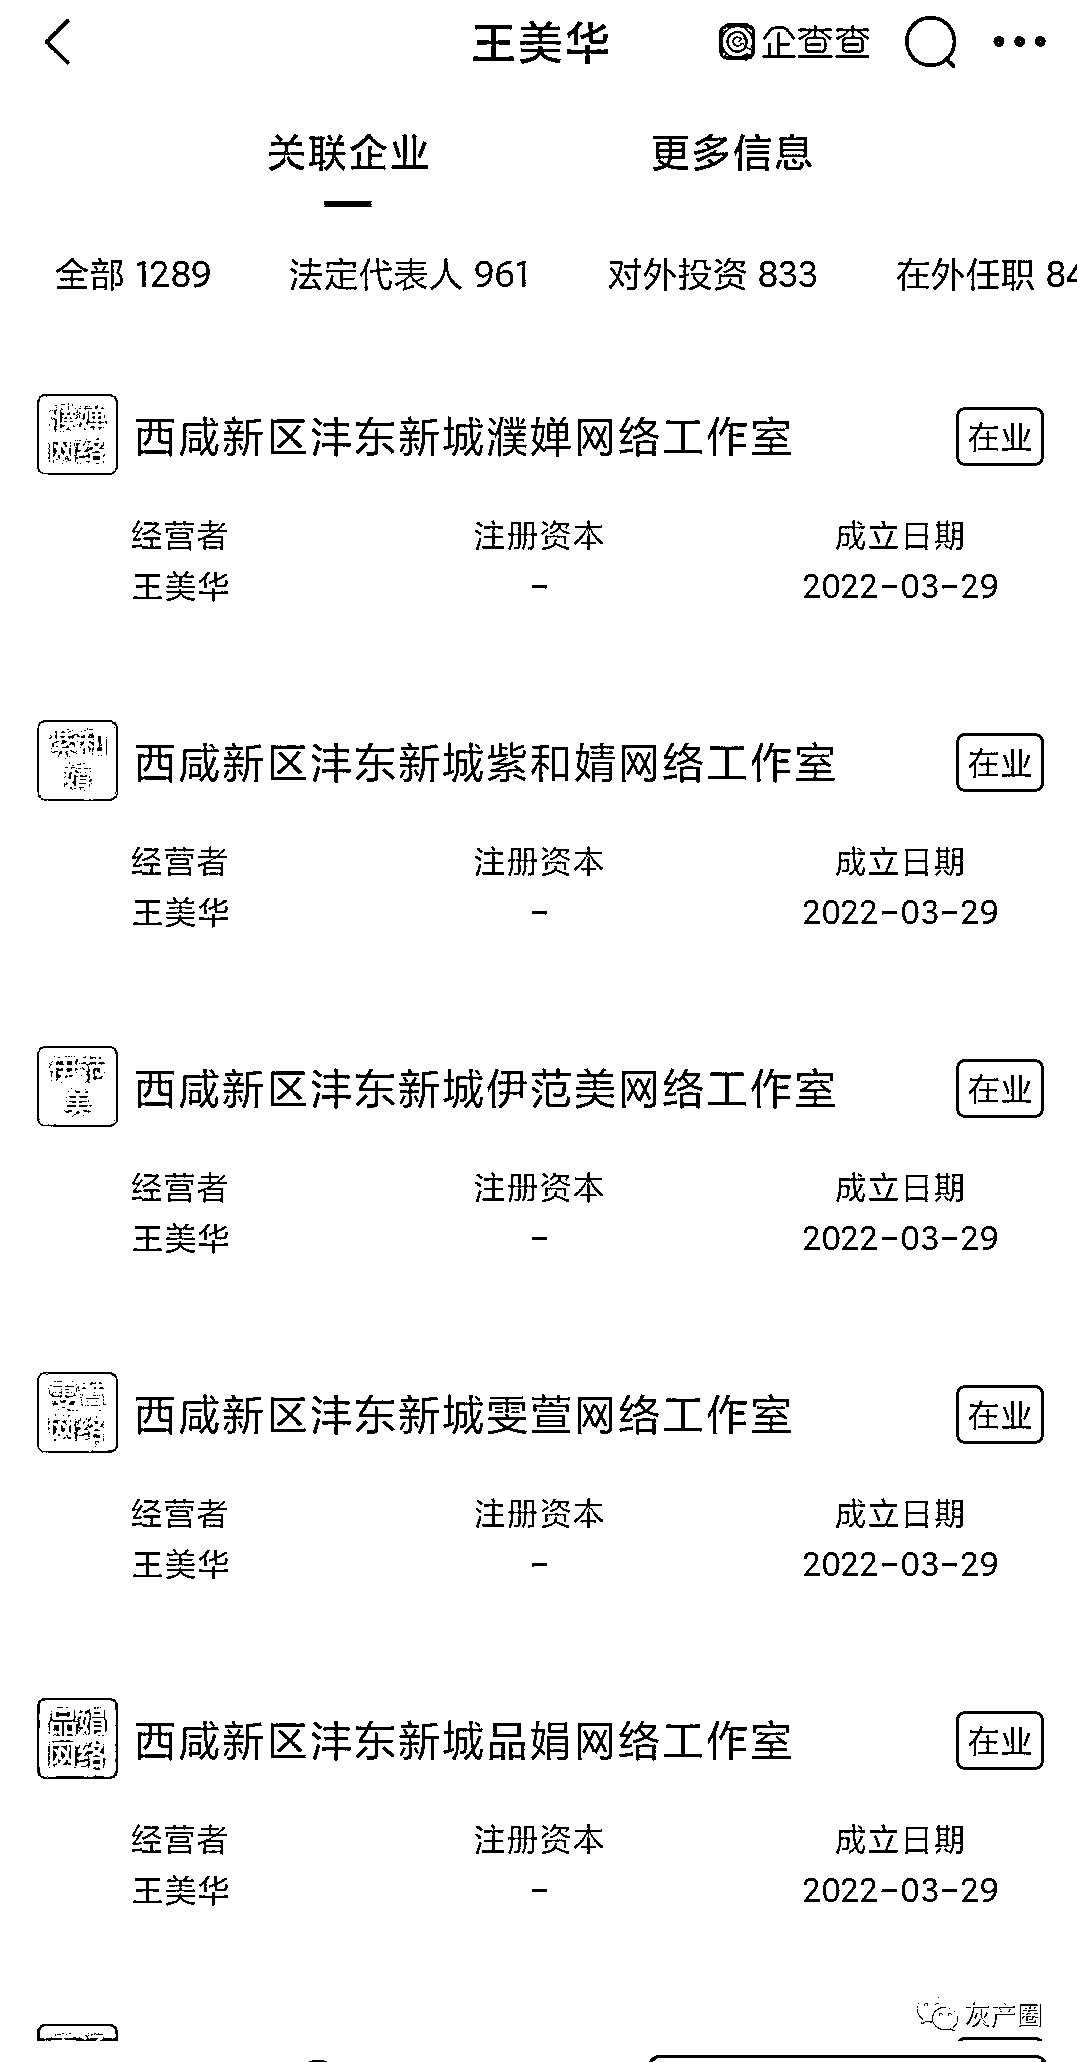 王美华 企查查
关联企业 更多信息
全部 1289 法定代表人 961 对外投资 833 在外任职 84
濮婵
网络
西咸新区沣东新城濮婵网络工作室 在业
经营者 注册资本 成立日期
王美华 - 2022-03-29
紫和
婧
西咸新区沣东新城紫和婧网络工作室 在业
经营者 注册资本 成立日期
王美华 - 2022-03-29
伊范
美
西咸新区沣东新城伊范美网络工作室 在业
经营者 注册资本 成立日期
王美华 - 2022-03-29
雯萱
网络
西咸新区沣东新城雯萱网络工作室 在业
经营者 注册资本 成立日期
王美华 - 2022-03-29
品娟
网络
西咸新区沣东新城品娟网络工作室 在业
经营者 注册资本 成立日期
王美华 - 2022-03-29
灰产圈